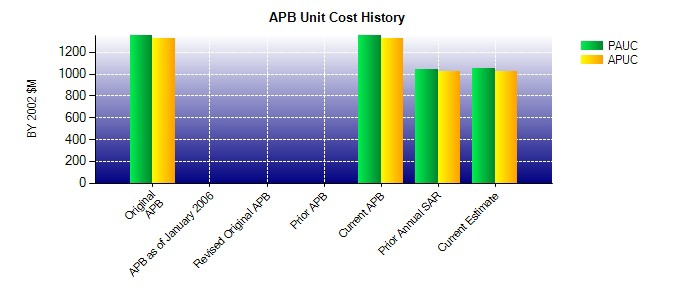 APB Unit Cost History
BY 2002 $M
1200
1000
800
600
400
200
0
Original
APB
APB as of January 2006
Revised Original APB
Prior APB
Current APB
Prior Annual SAR
Current Estimate
PAUC
APUC